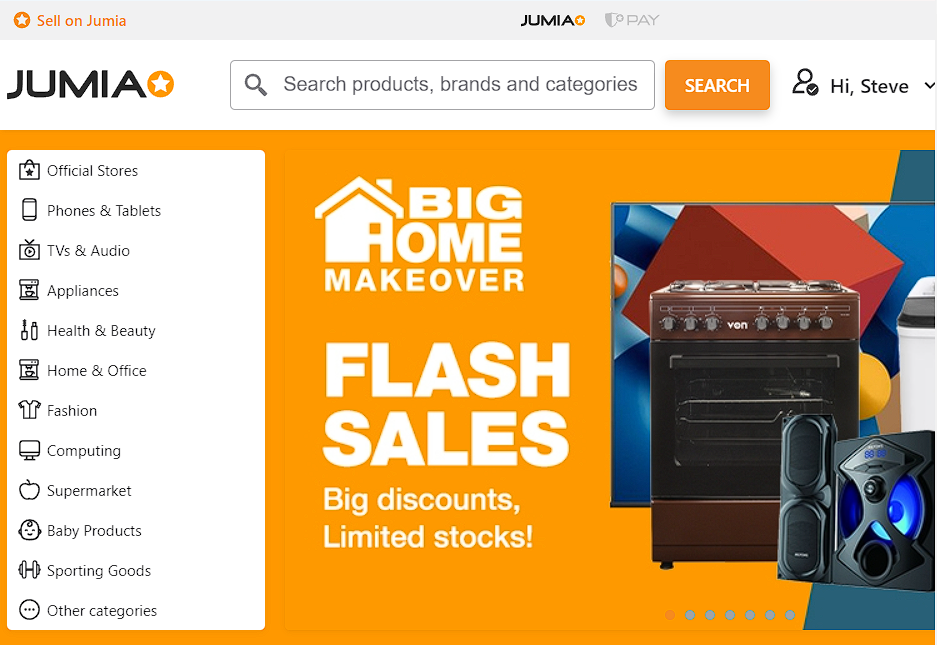 Sell on Jumia
JUMIA
PAY
JUMIA
Search products, brands and categories
SEARCH
Hi, Steve
Official Stores
Phones & Tablets
TVs & Audio
Appliances
Health & Beauty
Home & Office
Fashion
Computing
Supermarket
Baby Products
Sporting Goods
Other categories
BIG
HOME
MAKEOVER
FLASH
SALES
Big discounts,
Limited stocks!
von